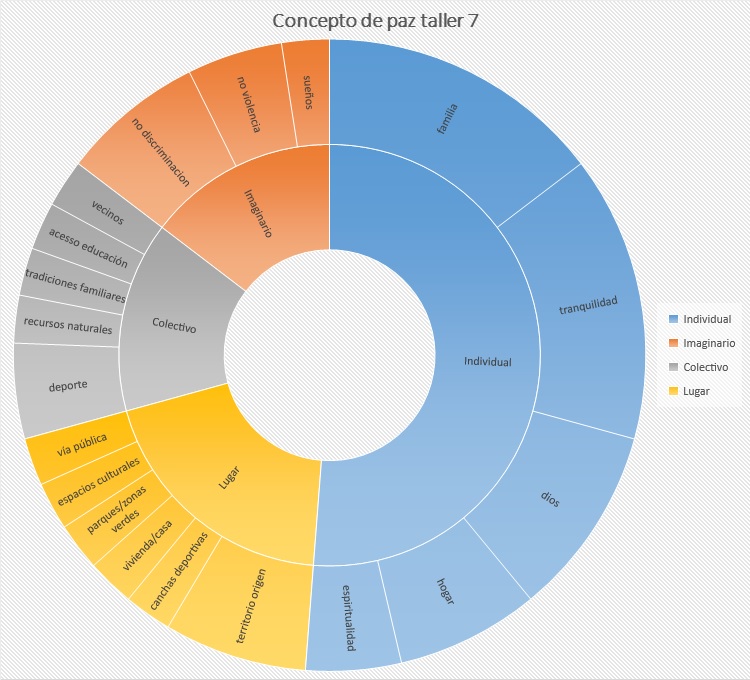 Concepto de paz taller 7
familia
tranquilidad
dios
hogar
espiritualidad
territorio origen
canchas deportivas
vivienda/casa
parques/zonas
verdes
espacios culturales
vía pública
deporte
recursos naturales
tradiciones familiares
acesso educación
vecinos
no discriminacion
no violencia
sueños
Individual
Lugar
Colectivo
Imaginario
Individual
Imaginario
Colectivo
Lugar